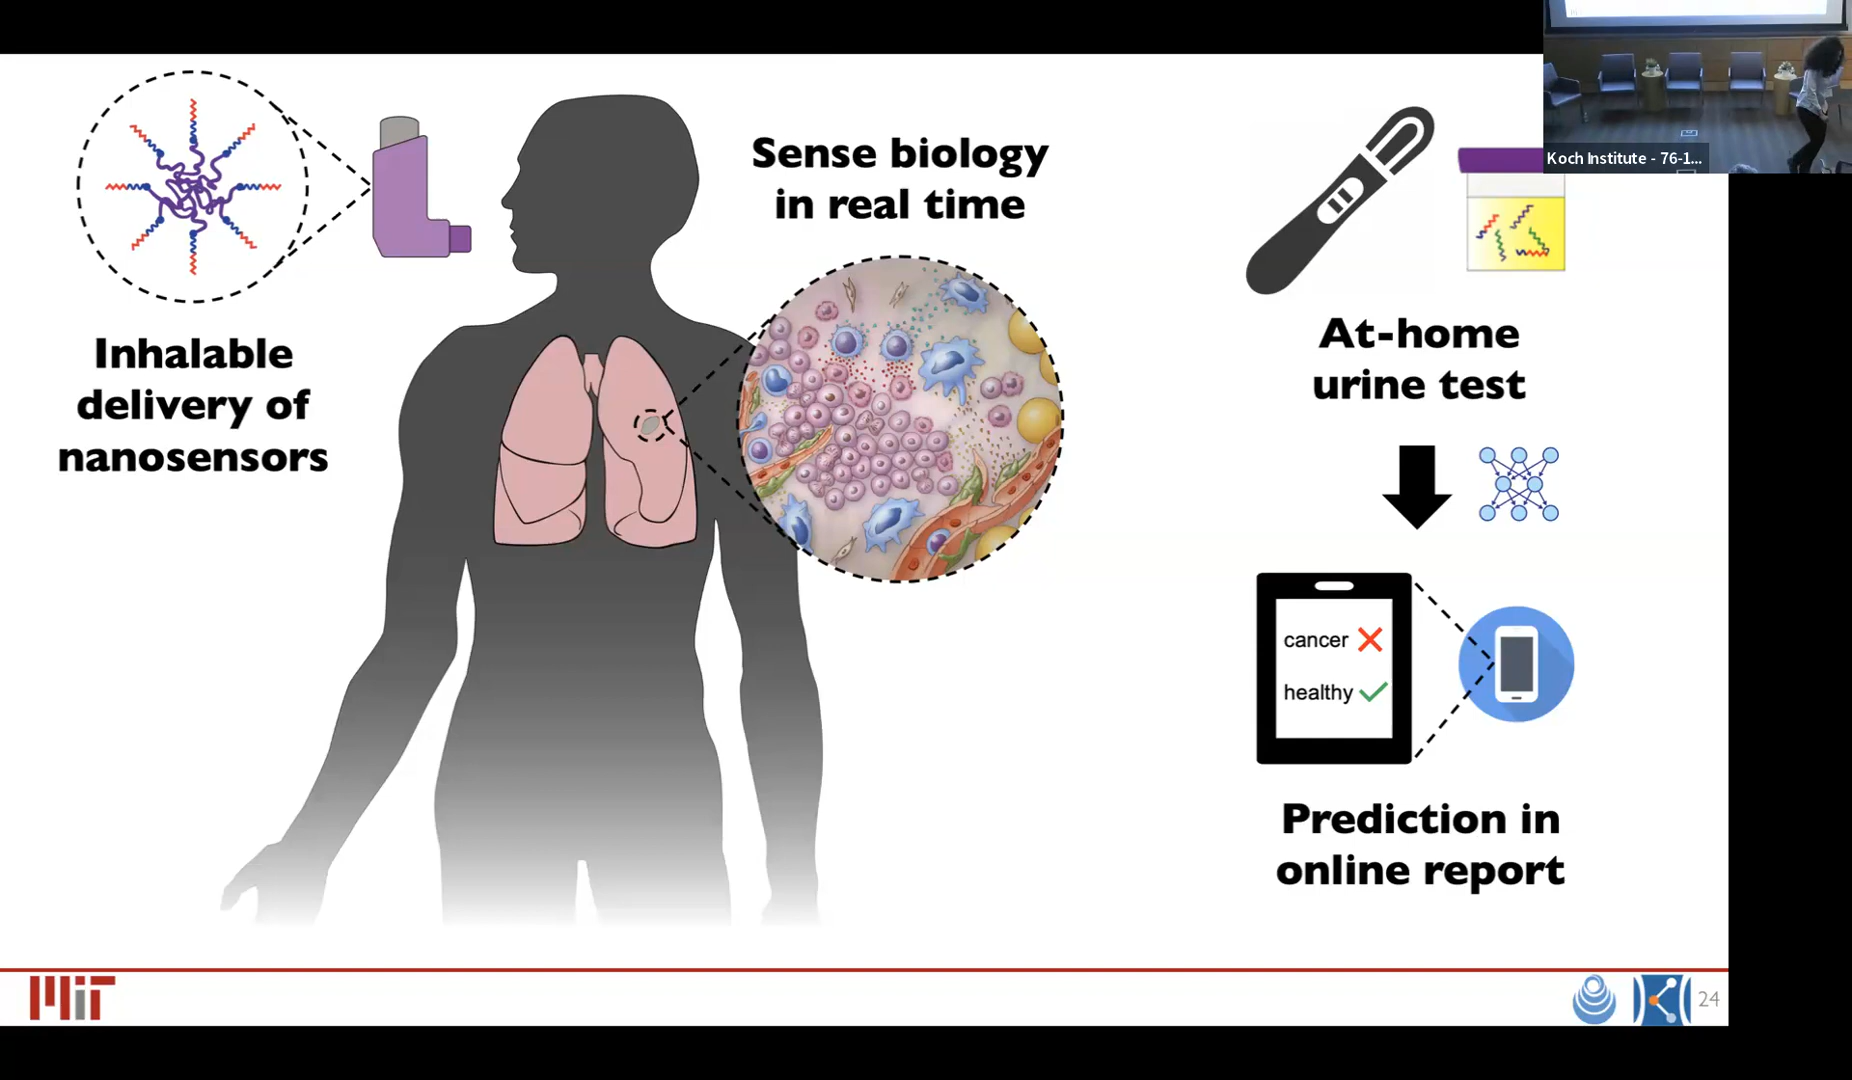 Koch Institute - 76-1...
Sense biology
in real time
Inhalable
delivery of
nanosensors
At-home
urine test
cancer
healthy
Prediction in
online report
MIT
24